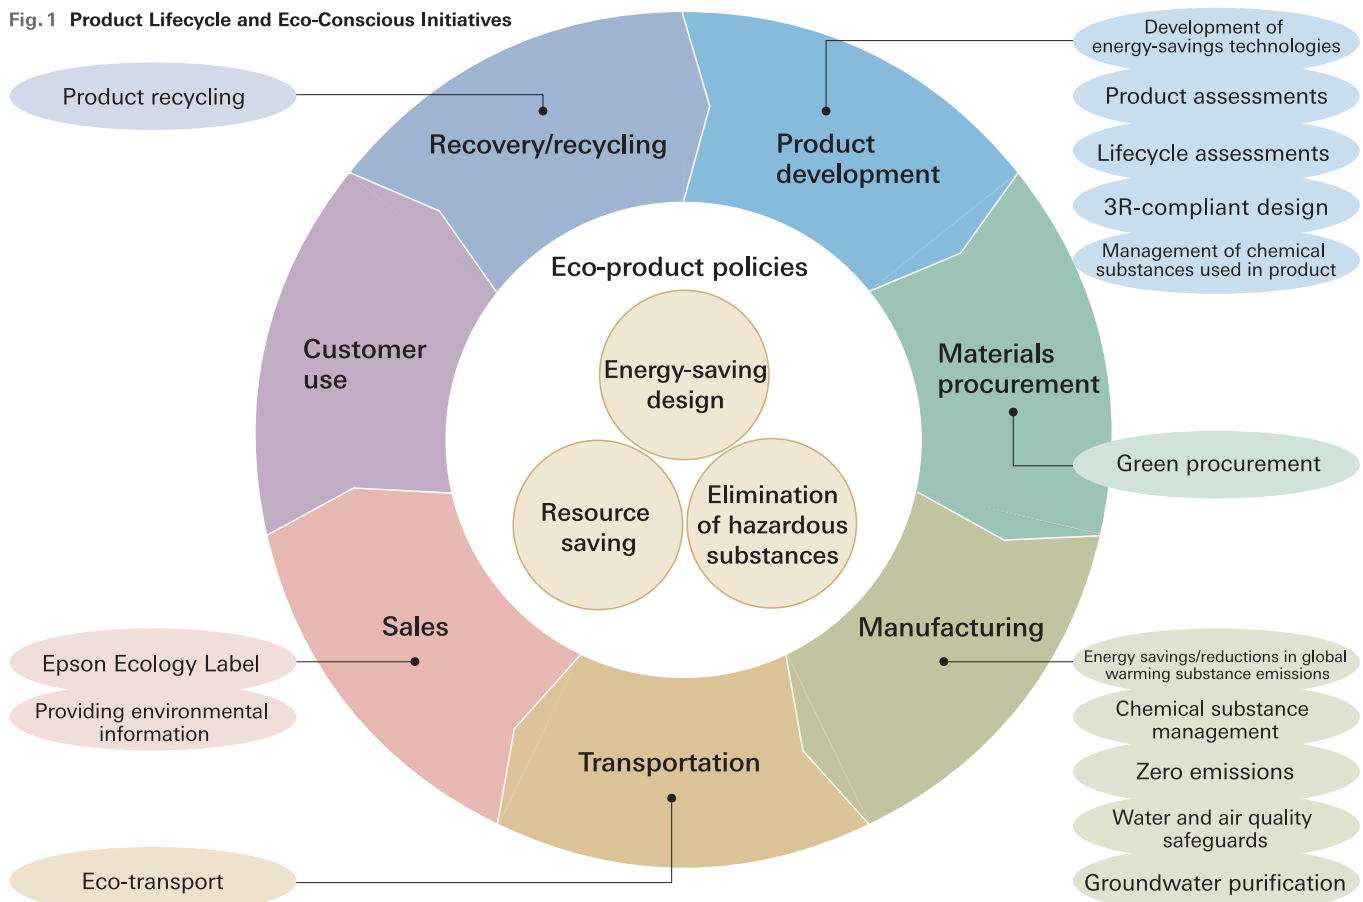 Fig. 1 Product Lifecycle and Eco-Conscious Initiatives
Product recycling
Recovery/recycling
Product
development
Development of
energy-savings technologies
Product assessments
Lifecycle assessments
3R-compliant design
Management of chemical
substances used in product
Eco-product policies
Energy-saving
design
Resource
saving
Elimination
of hazardous
substances
Customer
use
Materials
procurement
Green procurement
Sales
Epson Ecology Label
Providing environmental
information
Manufacturing
Energy savings/reductions in global
warming substance emissions
Chemical substance
management
Zero emissions
Water and air quality
safeguards
Groundwater purification
Transportation
Eco-transport